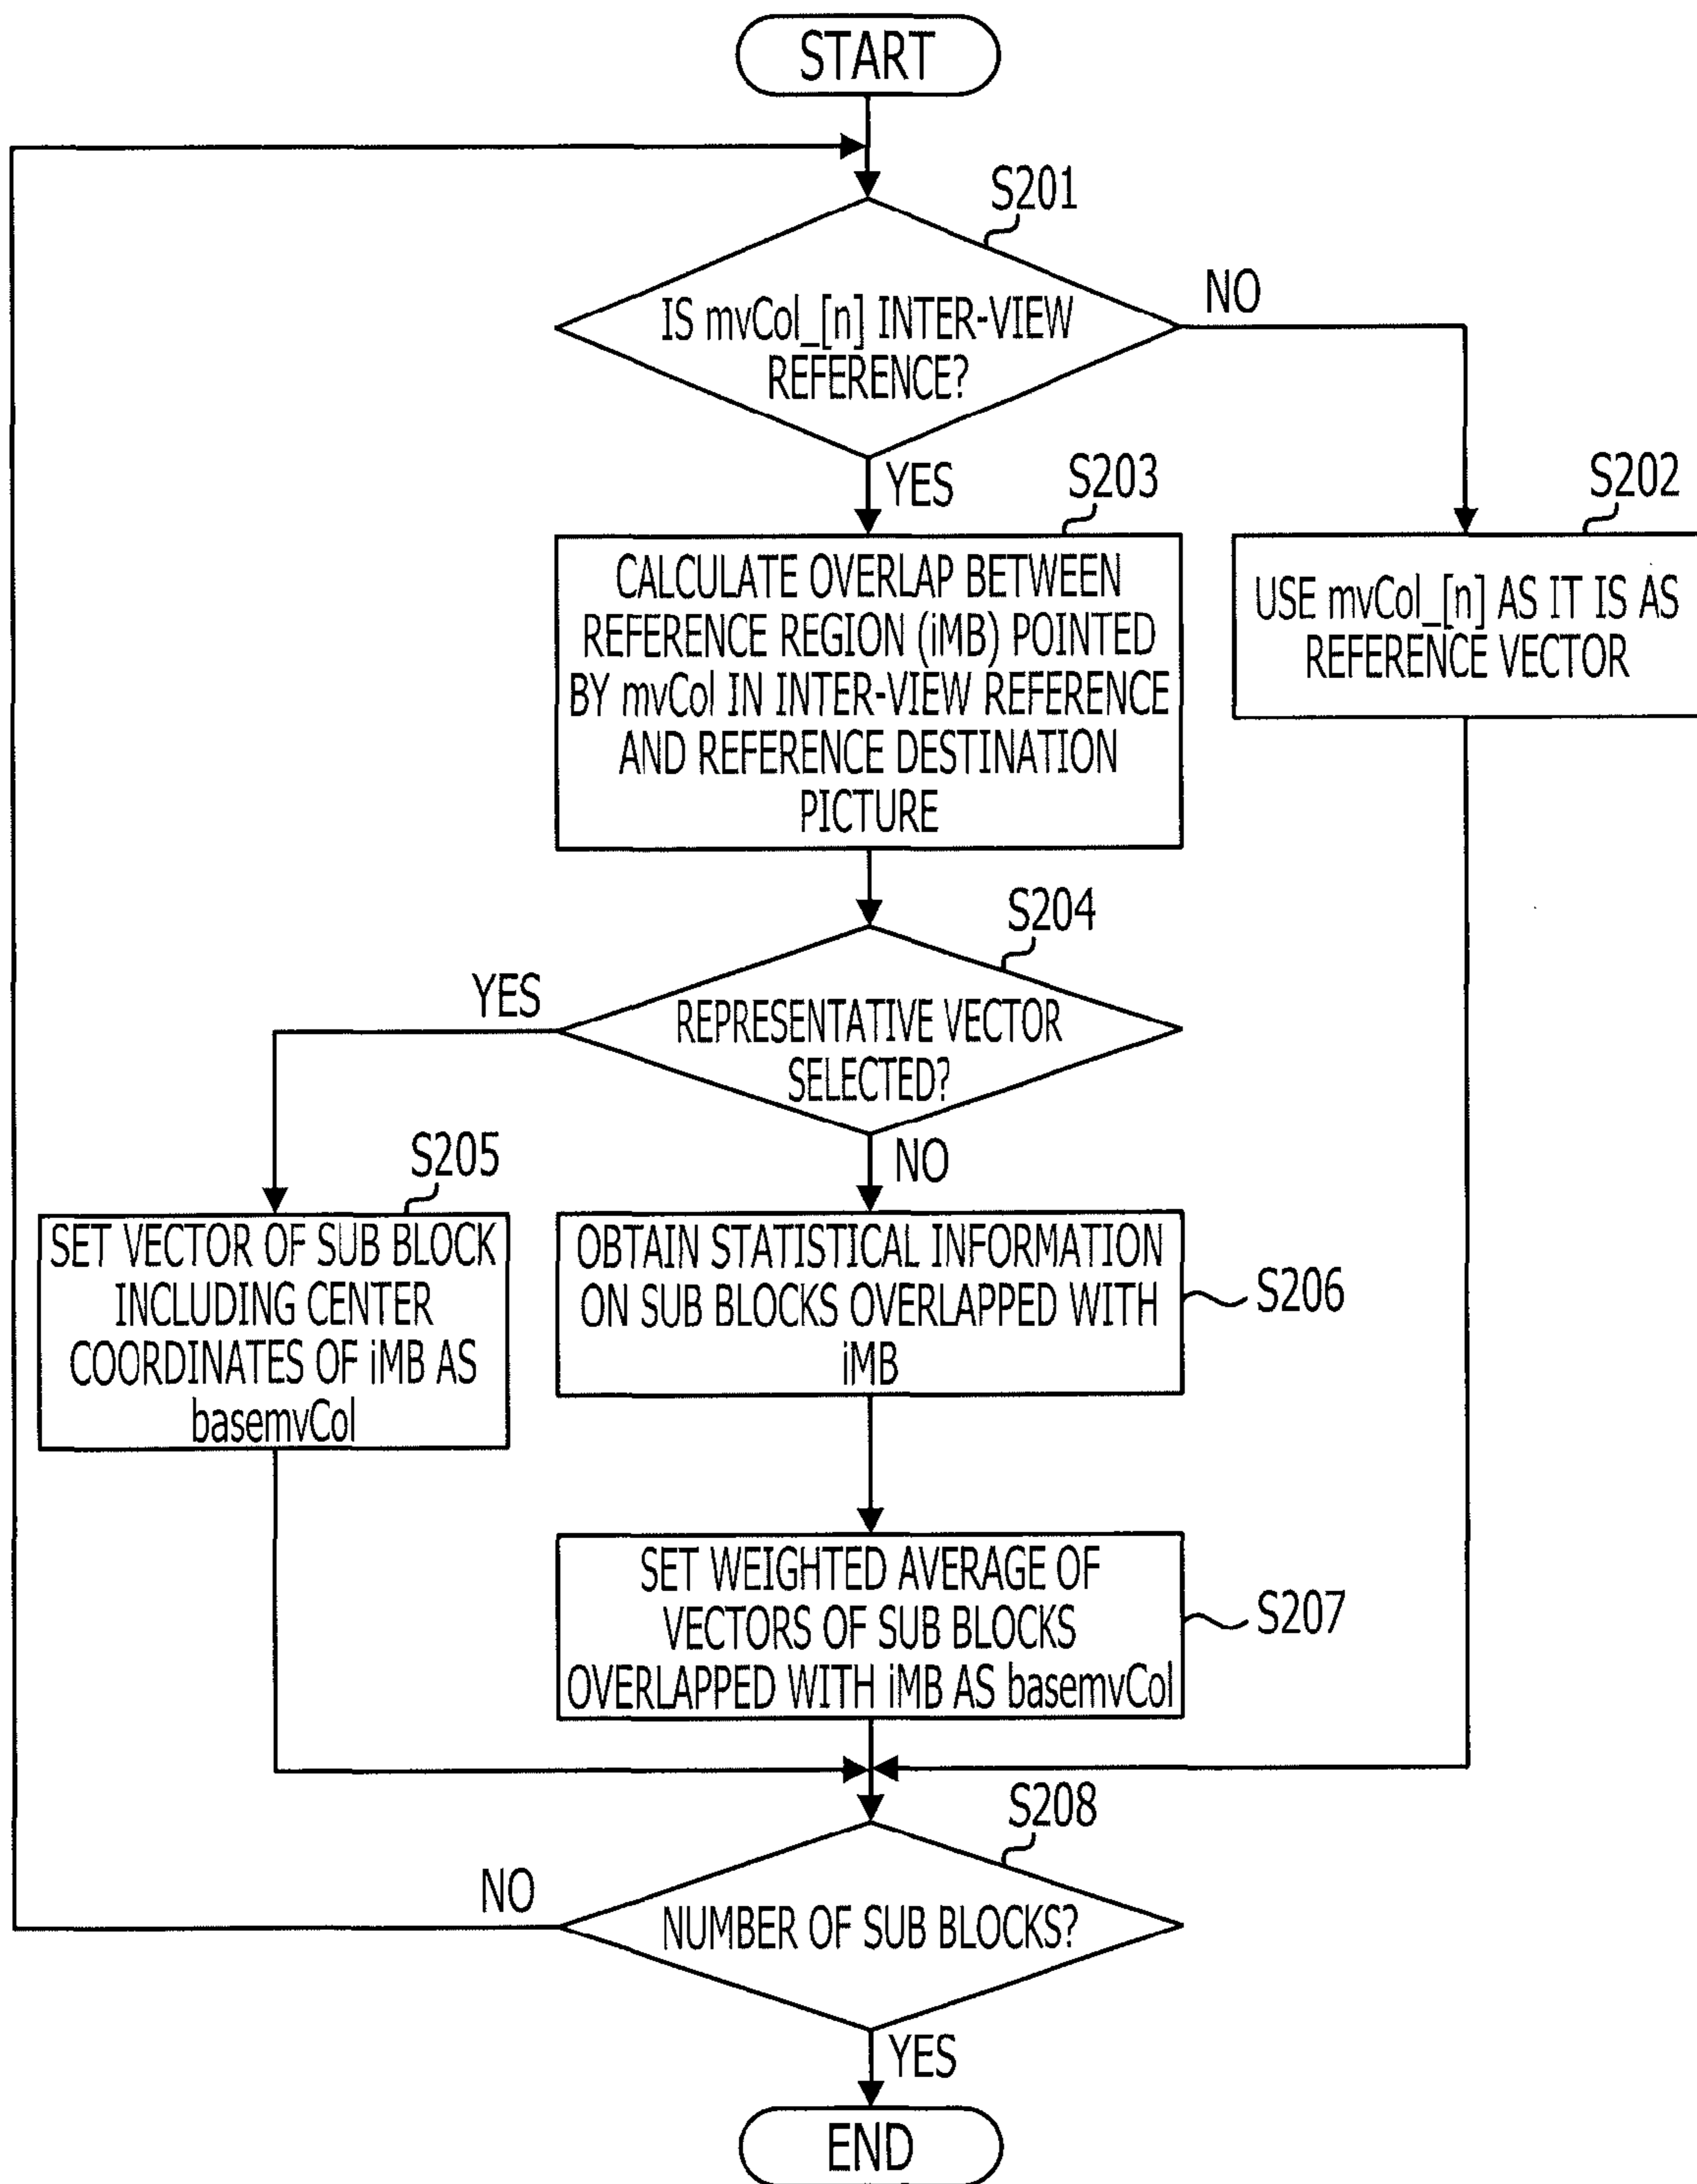 START
S201
IS mvCol_[n] INTER-VIEW
REFERENCE?
NO
YES
S203
CALCULATE OVERLAP BETWEEN
REFERENCE REGION (iMB) POINTED
BY mvCol IN INTER-VIEW REFERENCE
AND REFERENCE DESTINATION
PICTURE
S202
USE mvCol_[n] AS IT IS AS
REFERENCE VECTOR
S204
REPRESENTATIVE VECTOR
SELECTED?
YES
NO
S205
SET VECTOR OF SUB BLOCK
INCLUDING CENTER
COORDINATES OF iMB AS
basemvCol
OBTAIN STATISTICAL INFORMATION
ON SUB BLOCKS OVERLAPPED WITH
iMB
S206
SET WEIGHTED AVERAGE OF
VECTORS OF SUB BLOCKS
OVERLAPPED WITH iMB AS basemvCol
S207
S208
NUMBER OF SUB BLOCKS?
NO
YES
END